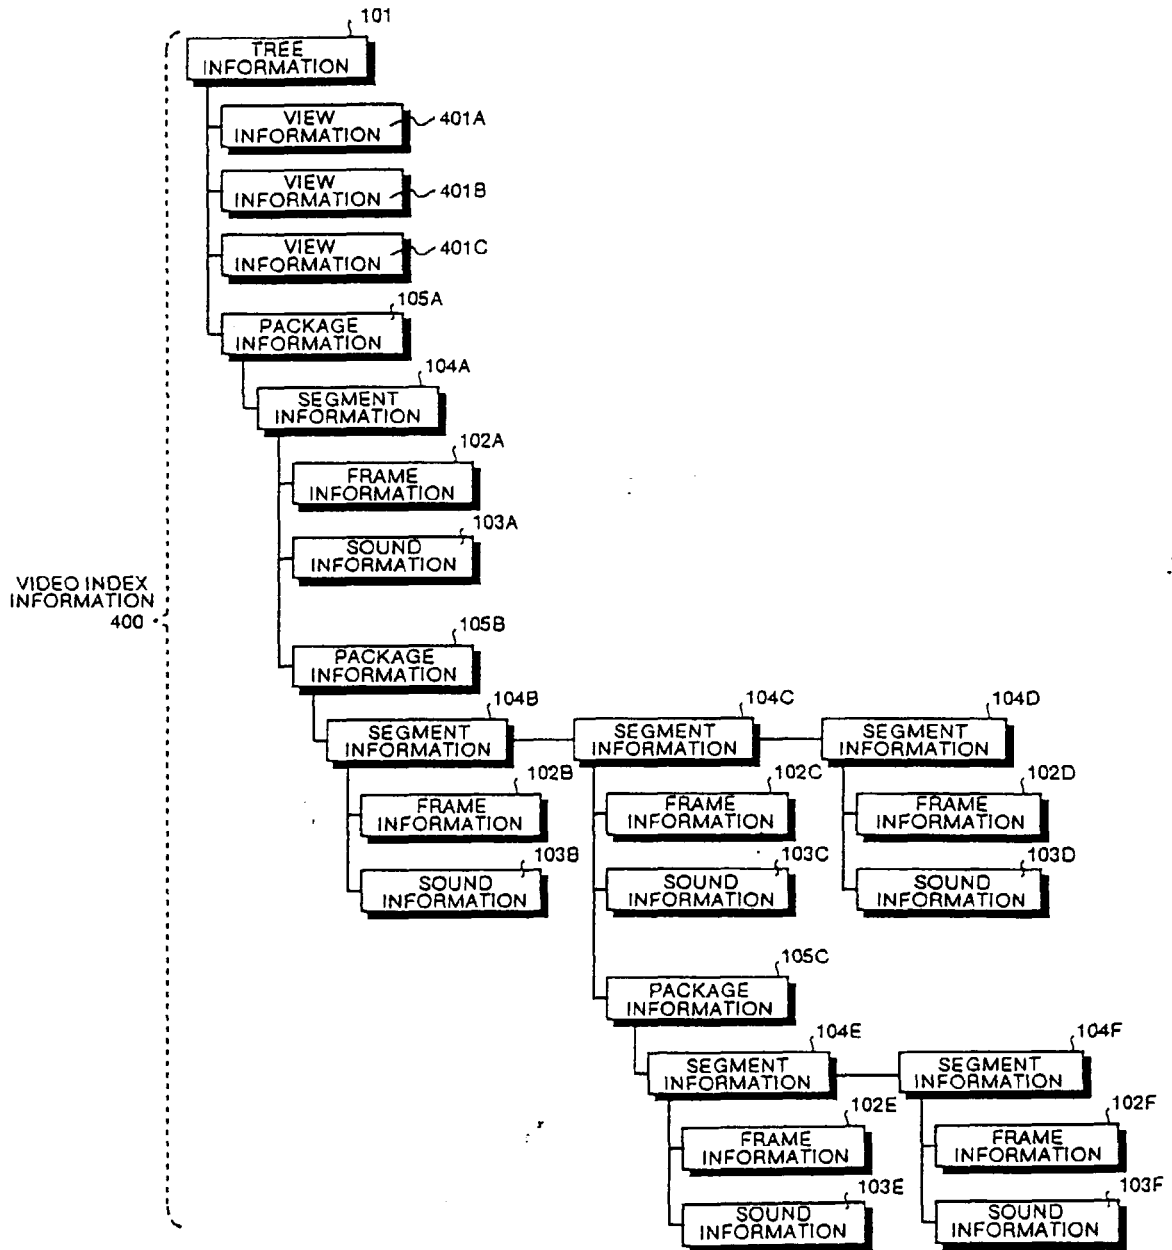 101
TREE
INFORMATION
VIEW
INFORMATION
401A
VIEW
INFORMATION
401B
VIEW
INFORMATION
401C
105A
PACKAGE
INFORMATION
104A
SEGMENT
INFORMATION
102A
FRAME
INFORMATION
103A
SOUND
INFORMATION
VIDEO INDEX
INFORMATION
400
105B
PACKAGE
INFORMATION
104B
SEGMENT
INFORMATION
104C
SEGMENT
INFORMATION
104D
SEGMENT
INFORMATION
102B
FRAME
INFORMATION
102C
FRAME
INFORMATION
102D
FRAME
INFORMATION
103B
SOUND
INFORMATION
103C
SOUND
INFORMATION
103D
SOUND
INFORMATION
105C
PACKAGE
INFORMATION
104E
SEGMENT
INFORMATION
104F
SEGMENT
INFORMATION
102E
FRAME
INFORMATION
102F
FRAME
INFORMATION
103E
SOUND
INFORMATION
103F
SOUND
INFORMATION